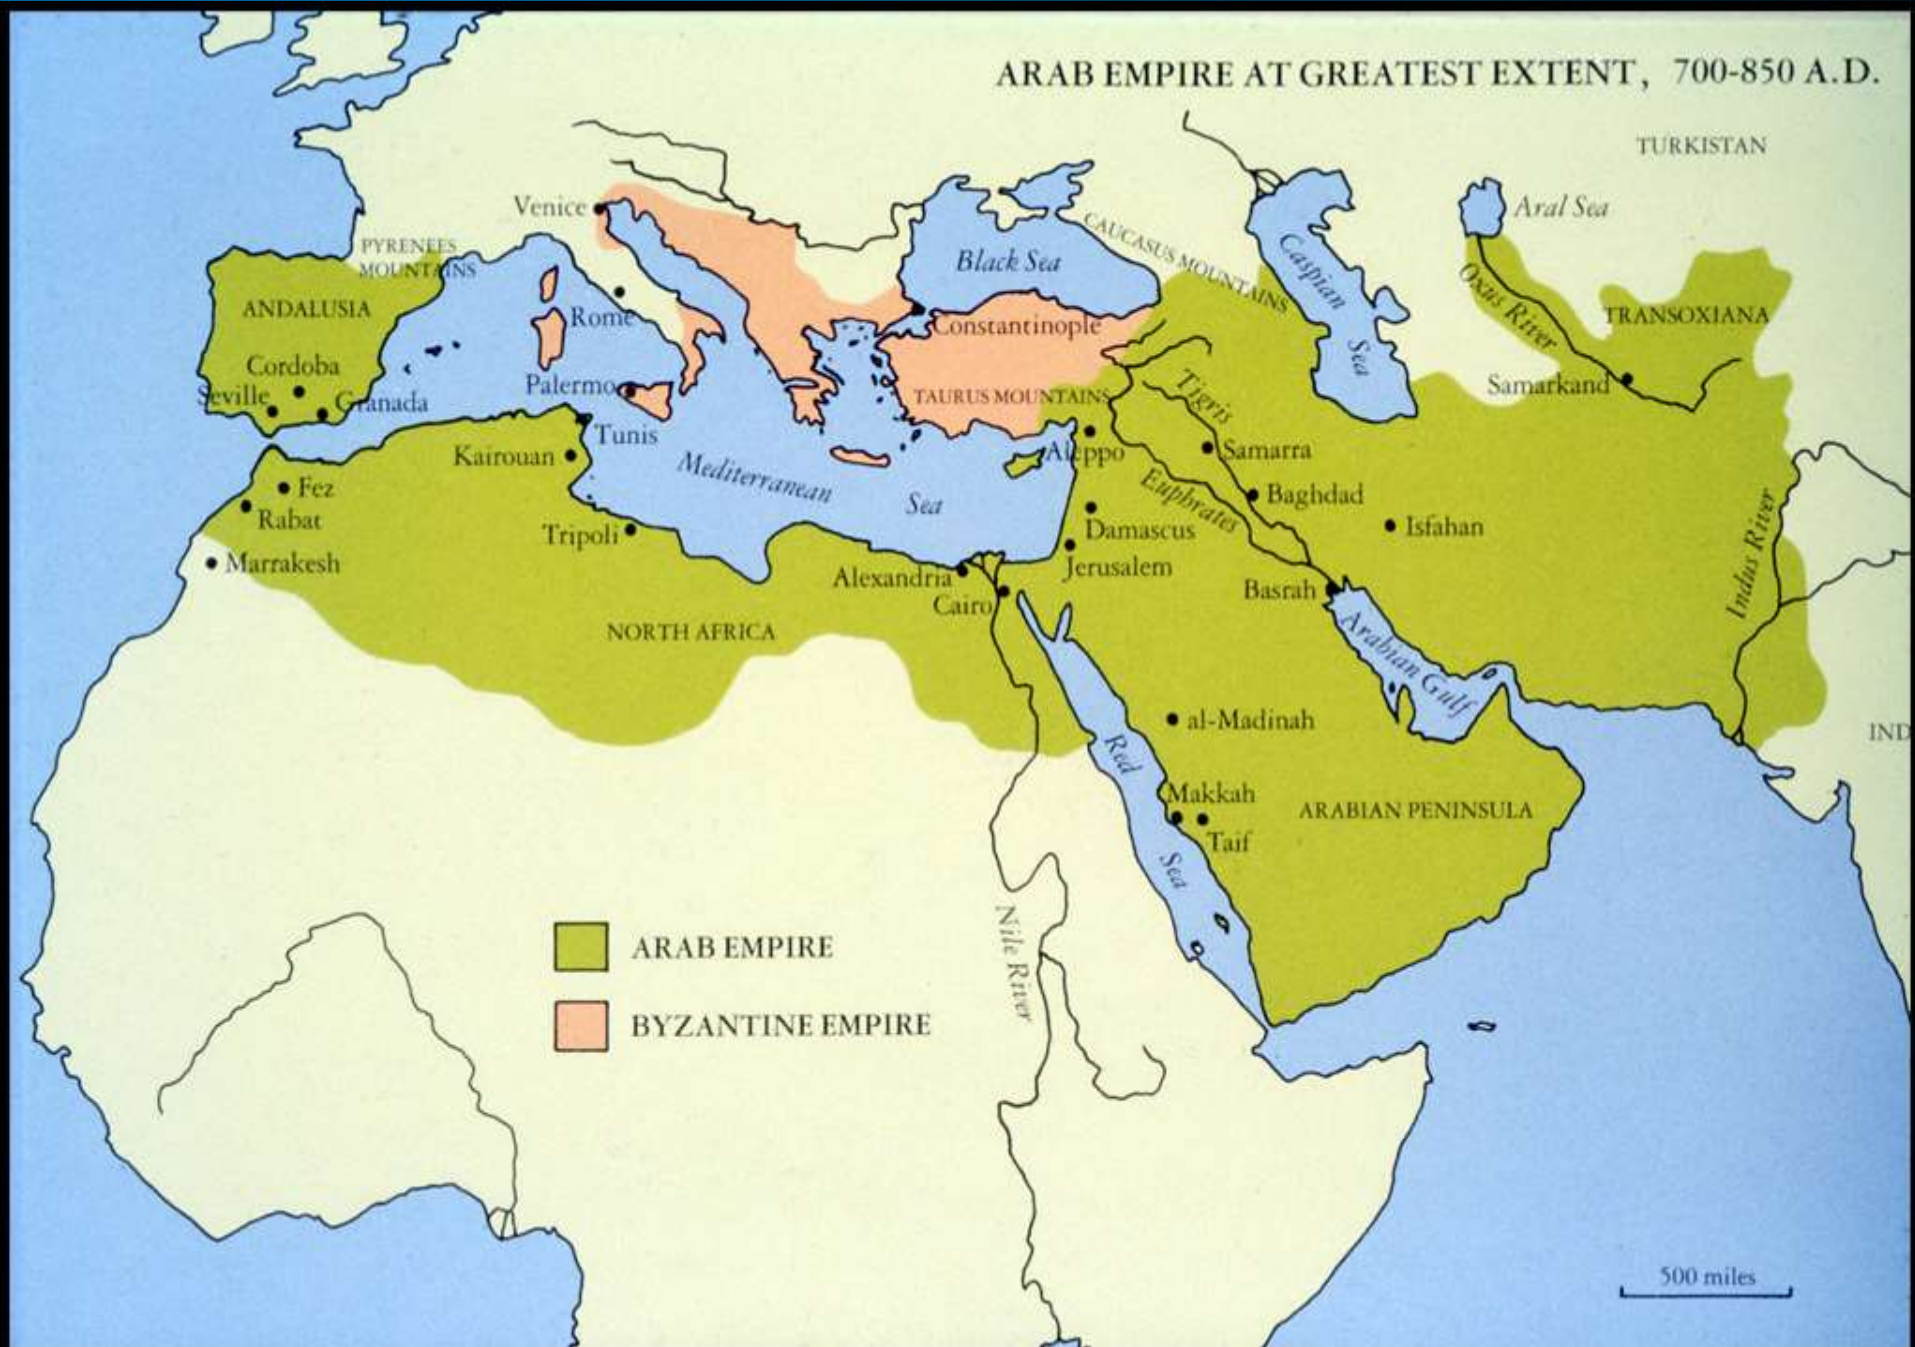 ARAB EMPIRE AT GREATEST EXTENT, 700-850 A.D.
TURKISTAN
Aral Sea
Venice
PYRENEES
MOUNTAINS
CAUCASUS MOUNTAINS
Black Sea
Caspian
Sea
Oxus River
TRANSOXIANA
ANDALUSIA
Rome
Constantinople
Cordoba
Seville
Granada
Palermo
TAURUS MOUNTAINS
Samarkand
Tigris
Tunis
Kairouan
Aleppo
Samarra
Mediterranean
Sea
Euphrates
Baghdad
Fez
Rabat
Tripoli
Damascus
Isfahan
Indus River
Marrakesh
Alexandria
Jerusalem
Cairo
Basrah
Arabian Gulf
NORTH AFRICA
al-Madinah
IND
Red
Sea
Makkah
Taif
ARABIAN PENINSULA
Nile River
ARAB EMPIRE
BYZANTINE EMPIRE
500 miles